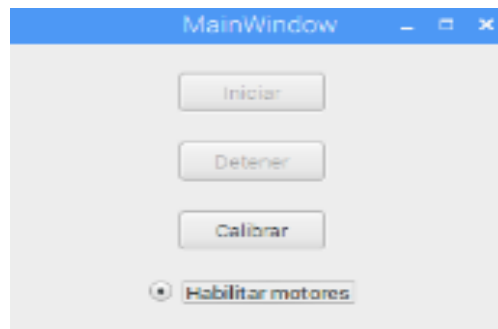 MainWindow
Iniciar
Detener
Calibrar
Habilitar motores